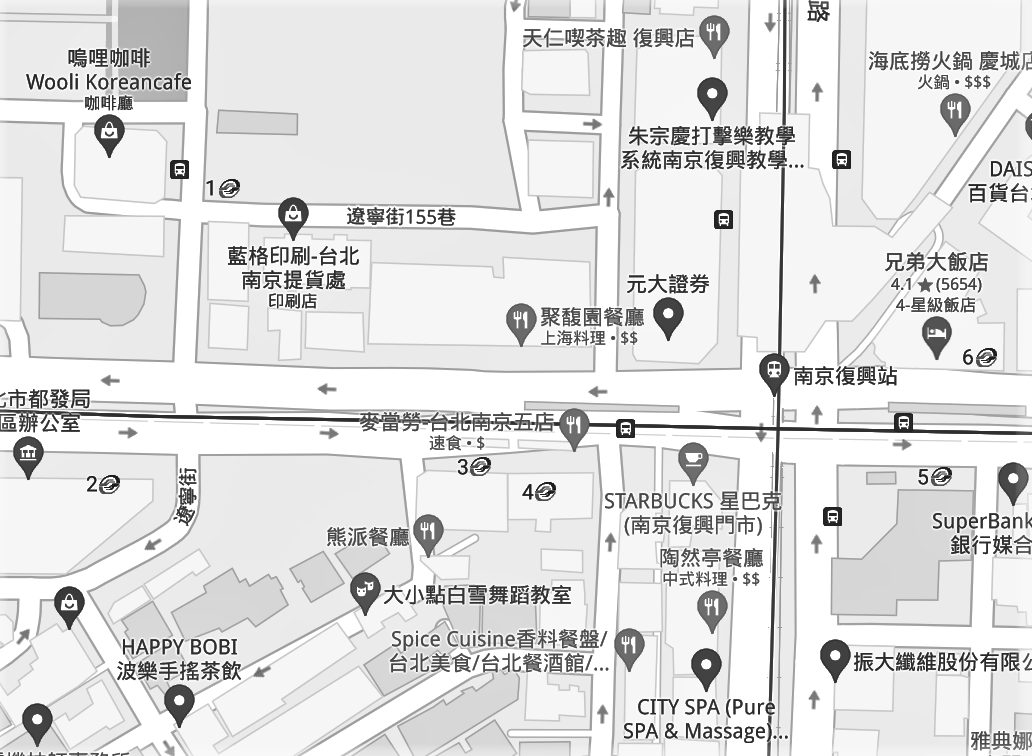 路
天仁喫茶趣 復興店
嗚哩咖啡
Wooli Koreancafe
咖啡廳
海底撈火鍋 慶城店
火鍋 • $$$
朱宗慶打擊樂教學
系統南京復興教學...
DAIS
百貨台
1
遼寧街155巷
藍格印刷-台北
南京提貨處
印刷店
兄弟大飯店
4.1 ★ (5654)
4-星級飯店
元大證券
聚馥園餐廳
上海料理 • $$
6
南京復興站
北市都發局
區辦公室
麥當勞-台北南京五店
速食 • $
3
2
4
5
遼寧街
STARBUCKS 星巴克
(南京復興門市)
SuperBank
銀行媒合
熊派餐廳
陶然亭餐廳
中式料理 • $$
大小點白雪舞蹈教室
HAPPY BOBI
波樂手搖茶飲
Spice Cuisine香料餐盤/
台北美食/台北餐酒館/...
振大纖維股份有限公
CITY SPA (Pure
SPA & Massage)...
雅典娜